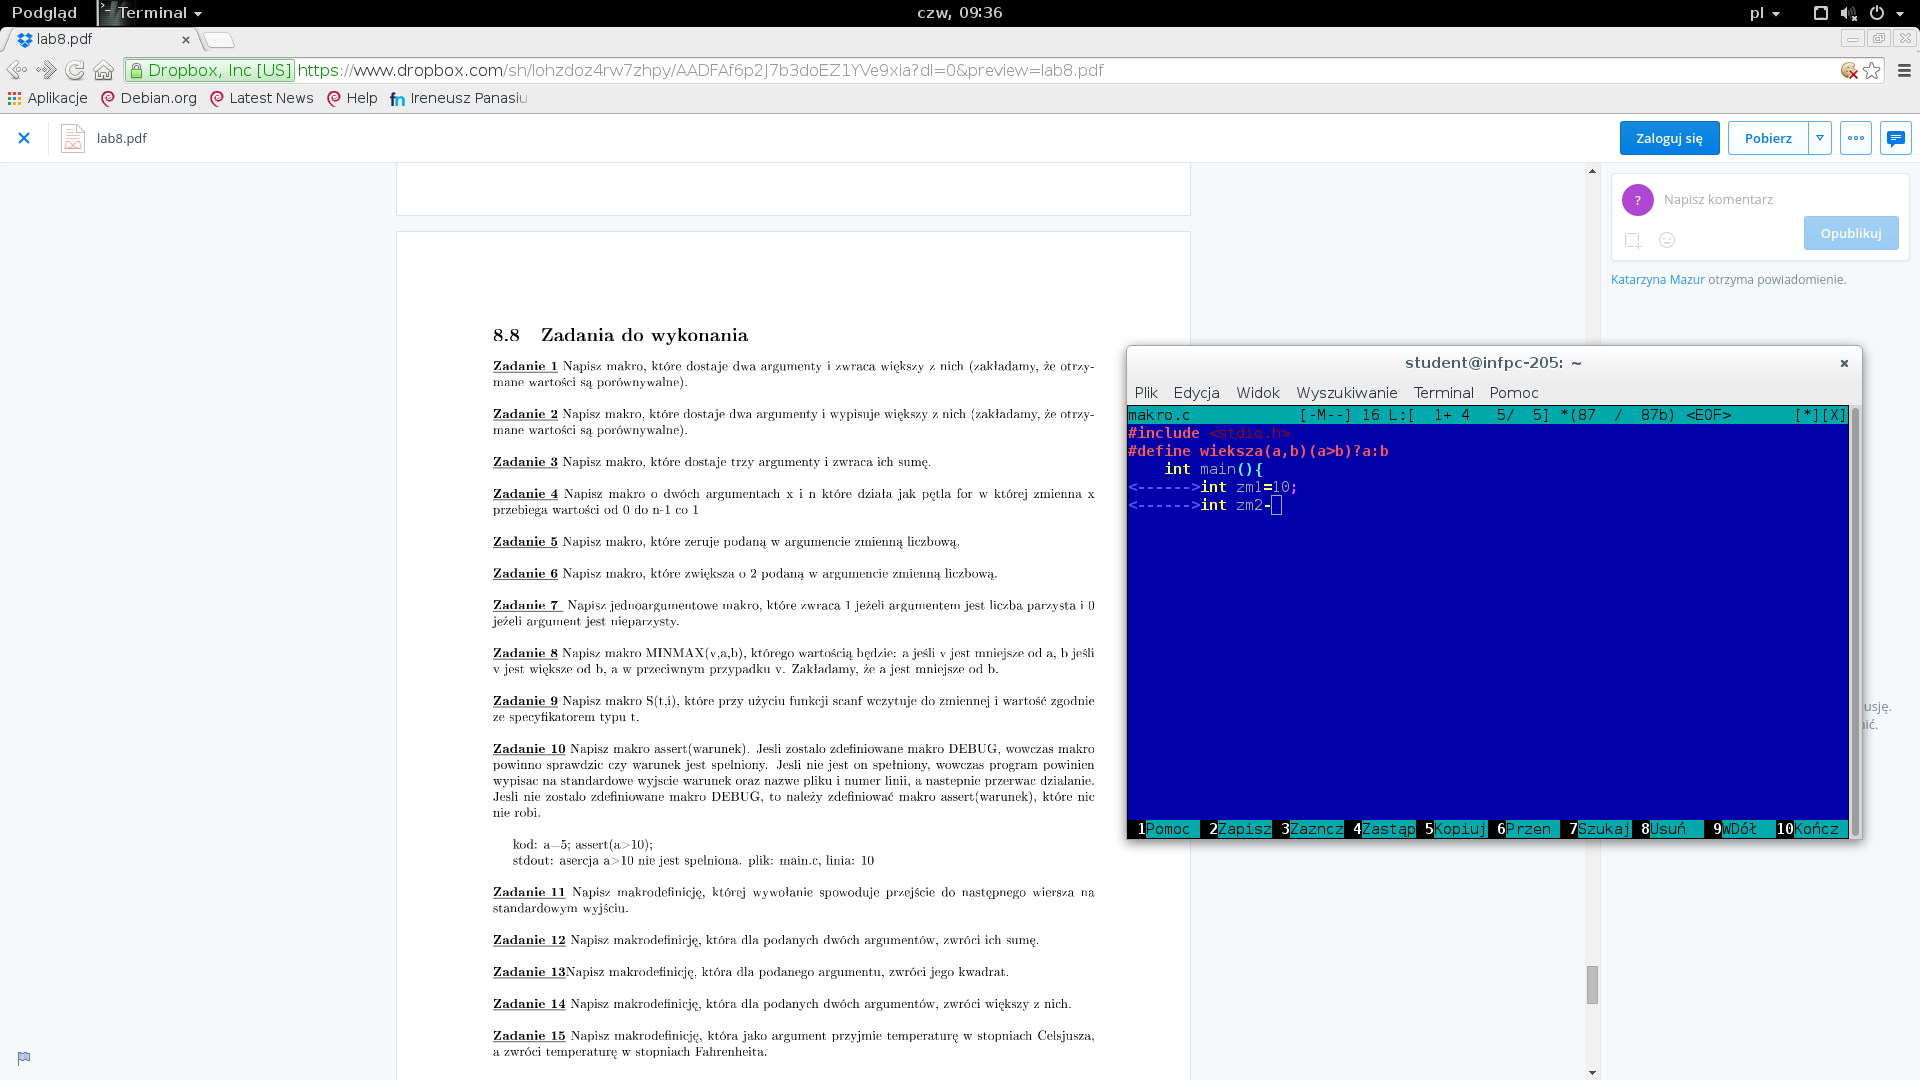 Podgląd Terminal czw, 09:36 pl
lab8.pdf
Dropbox, Inc [US] https://www.dropbox.com/sh/lohzdoz4rw7zhpy/AADFAf6p2J7b3doEZ1YVe9xia?dl=0&preview=lab8.pdf
Aplikacje Debian.org Latest News Help Ireneusz Panasiu
lab8.pdf Zaloguj się Pobierz
? Napisz komentarz
Opublikuj
Katarzyna Mazur otrzyma powiadomienie.
8.8 Zadania do wykonania
Zadanie 1 Napisz makro, które dostaje dwa argumenty i zwraca większy z nich (zakładamy, że otrzy-
mane wartości są porównywalne).
Zadanie 2 Napisz makro, które dostaje dwa argumenty i wypisuje większy z nich (zakładamy, że otrzy-
mane wartości są porównywalne).
Zadanie 3 Napisz makro, które dostaje trzy argumenty i zwraca ich sumę.
Zadanie 4 Napisz makro o dwóch argumentach x i n które działa jak pętla for w której zmienna x
przebiega wartości od 0 do n-1 co 1
Zadanie 5 Napisz makro, które zeruje podaną w argumencie zmienną liczbową.
Zadanie 6 Napisz makro, które zwiększa o 2 podaną w argumencie zmienną liczbową.
Zadanie 7 Napisz jednoargumentowe makro, które zwraca 1 jeżeli argumentem jest liczba parzysta i 0
jeżeli argument jest nieparzysty.
Zadanie 8 Napisz makro MINMAX(v,a,b), którego wartością będzie: a jeśli v jest mniejsze od a, b jeśli
v jest większe od b, a w przeciwnym przypadku v. Zakładamy, że a jest mniejsze od b.
Zadanie 9 Napisz makro S(t,i), które przy użyciu funkcji scanf wczytuje do zmiennej i wartość zgodnie
ze specyfikatorem typu t.
Zadanie 10 Napisz makro assert(warunek). Jesli zostalo zdefiniowane makro DEBUG, wowczas makro
powinno sprawdzic czy warunek jest spelniony. Jesli nie jest on spełniony, wowczas program powinien
wypisac na standardowe wyjscie warunek oraz nazwe pliku i numer linii, a nastepnie przerwac dzialanie.
Jesli nie zostalo zdefiniowane makro DEBUG, to należy zdefiniować makro assert(warunek), które nic
nie robi.
kod: a=5; assert(a>10);
stdout: asercja a>10 nie jest spelniona. plik: main.c, linia: 10
Zadanie 11 Napisz makrodefinicję, której wywołanie spowoduje przejście do następnego wiersza na
standardowym wyjściu.
Zadanie 12 Napisz makrodefinicję, która dla podanych dwóch argumentów, zwróci ich sumę.
Zadanie 13Napisz makrodefinicję, która dla podanego argumentu, zwróci jego kwadrat.
Zadanie 14 Napisz makrodefinicję, która dla podanych dwóch argumentów, zwróci większy z nich.
Zadanie 15 Napisz makrodefinicję, która jako argument przyjmie temperaturę w stopniach Celsjusza,
a zwróci temperaturę w stopniach Fahrenheita.
student@infpc-205: ~
Plik Edycja Widok Wyszukiwanie Terminal Pomoc
makro.c [-M--] 16 L:[ 1+ 4 5/ 5] *(87 / 87b) <EOF> [*][X]
#include <stdio.h>
#define wieksza(a,b)(a>b)?a:b
int main(){
<------>int zm1=10;
<------>int zm2-
1Pomoc 2Zapisz 3Zazncz 4Zastąp 5Kopiuj 6Przen 7Szukaj 8Usuń 9WDół 10Kończ
usję.
ić.